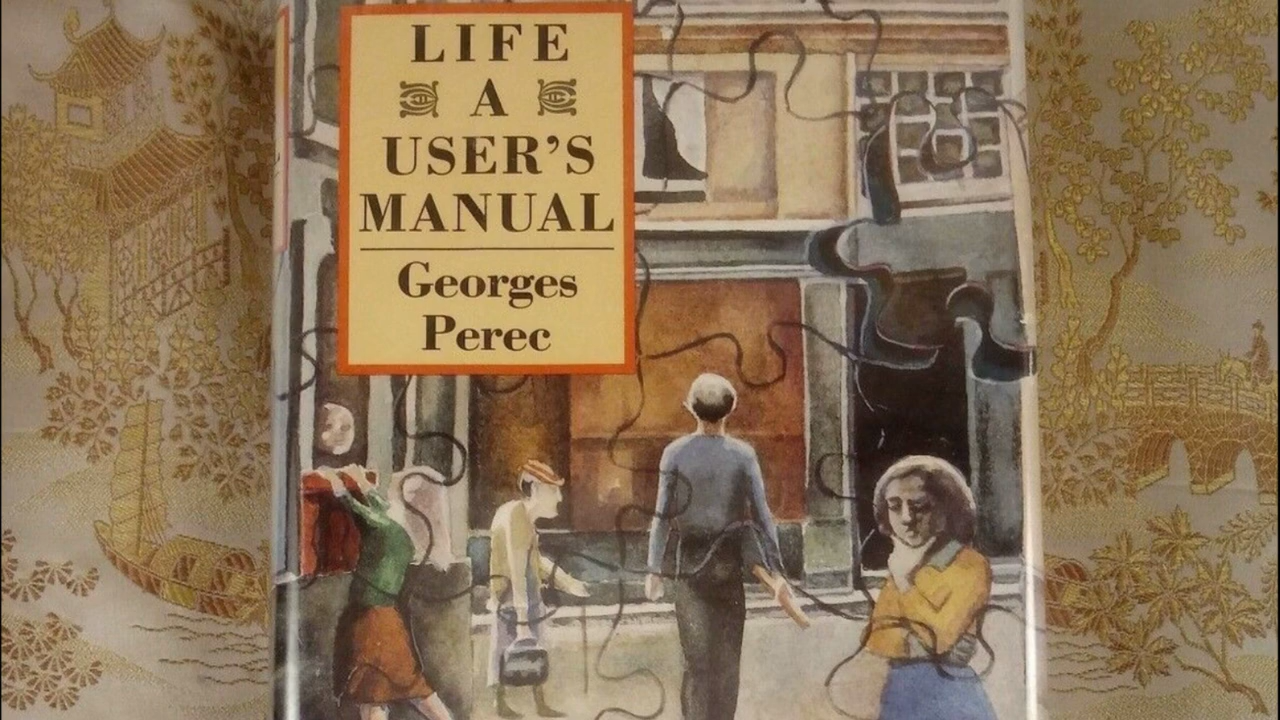 LIFE
A
USER’S
MANUAL
Georges
Perec